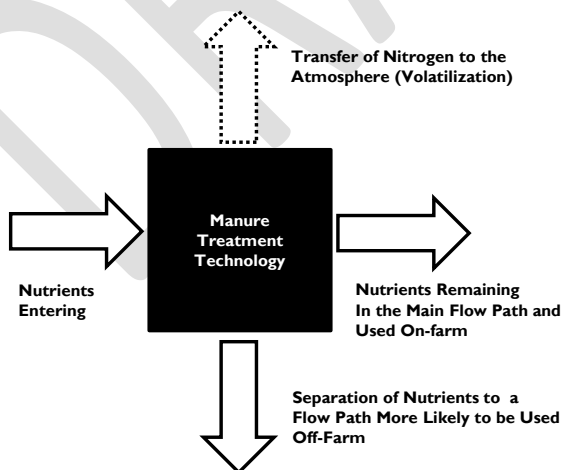 Transfer of Nitrogen to the
Atmosphere (Volatilization)
Manure
Treatment
Technology
Nutrients
Entering
Nutrients Remaining
In the Main Flow Path and
Used On-farm
Separation of Nutrients to a
Flow Path More Likely to be Used
Off-Farm